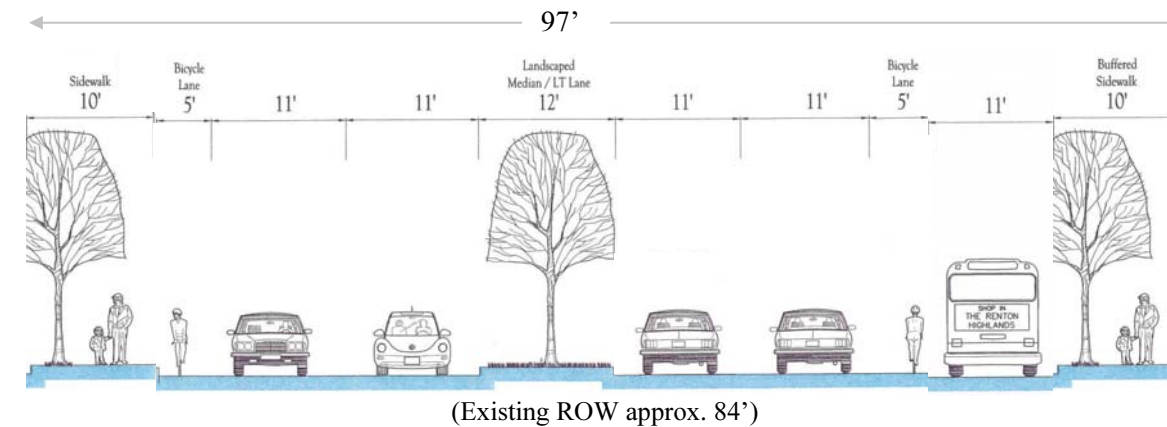 97’
Sidewalk
10'
Bicycle
Lane
5'
11'
11'
Landscaped
Median / LT Lane
12'
11'
11'
Bicycle
Lane
5'
11'
Buffered
Sidewalk
10'
SHOP IN
THE RENTON
HIGHLANDS
(Existing ROW approx. 84’)